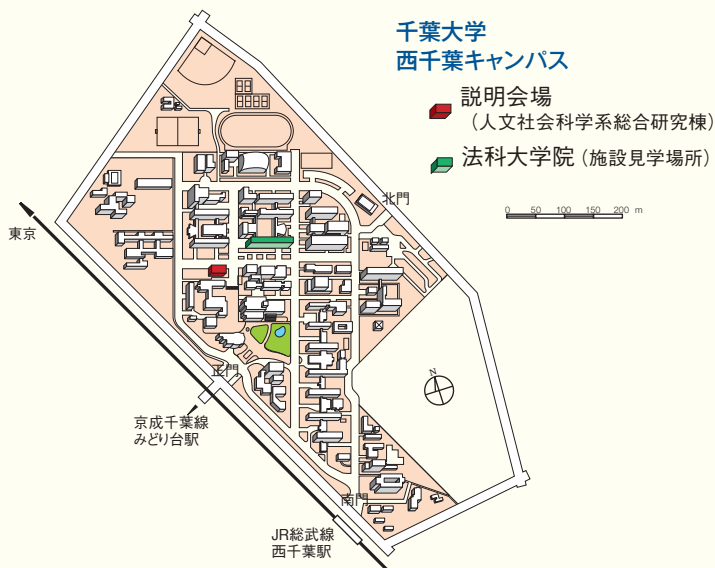 千葉大学
西千葉キャンパス
説明会場
（人文社会科学系総合研究棟）
法科大学院（施設見学場所）
0 50 100 150 200 m
北門
東京
正門
京成千葉線
みどり台駅
N
南門
JR総武線
西千葉駅